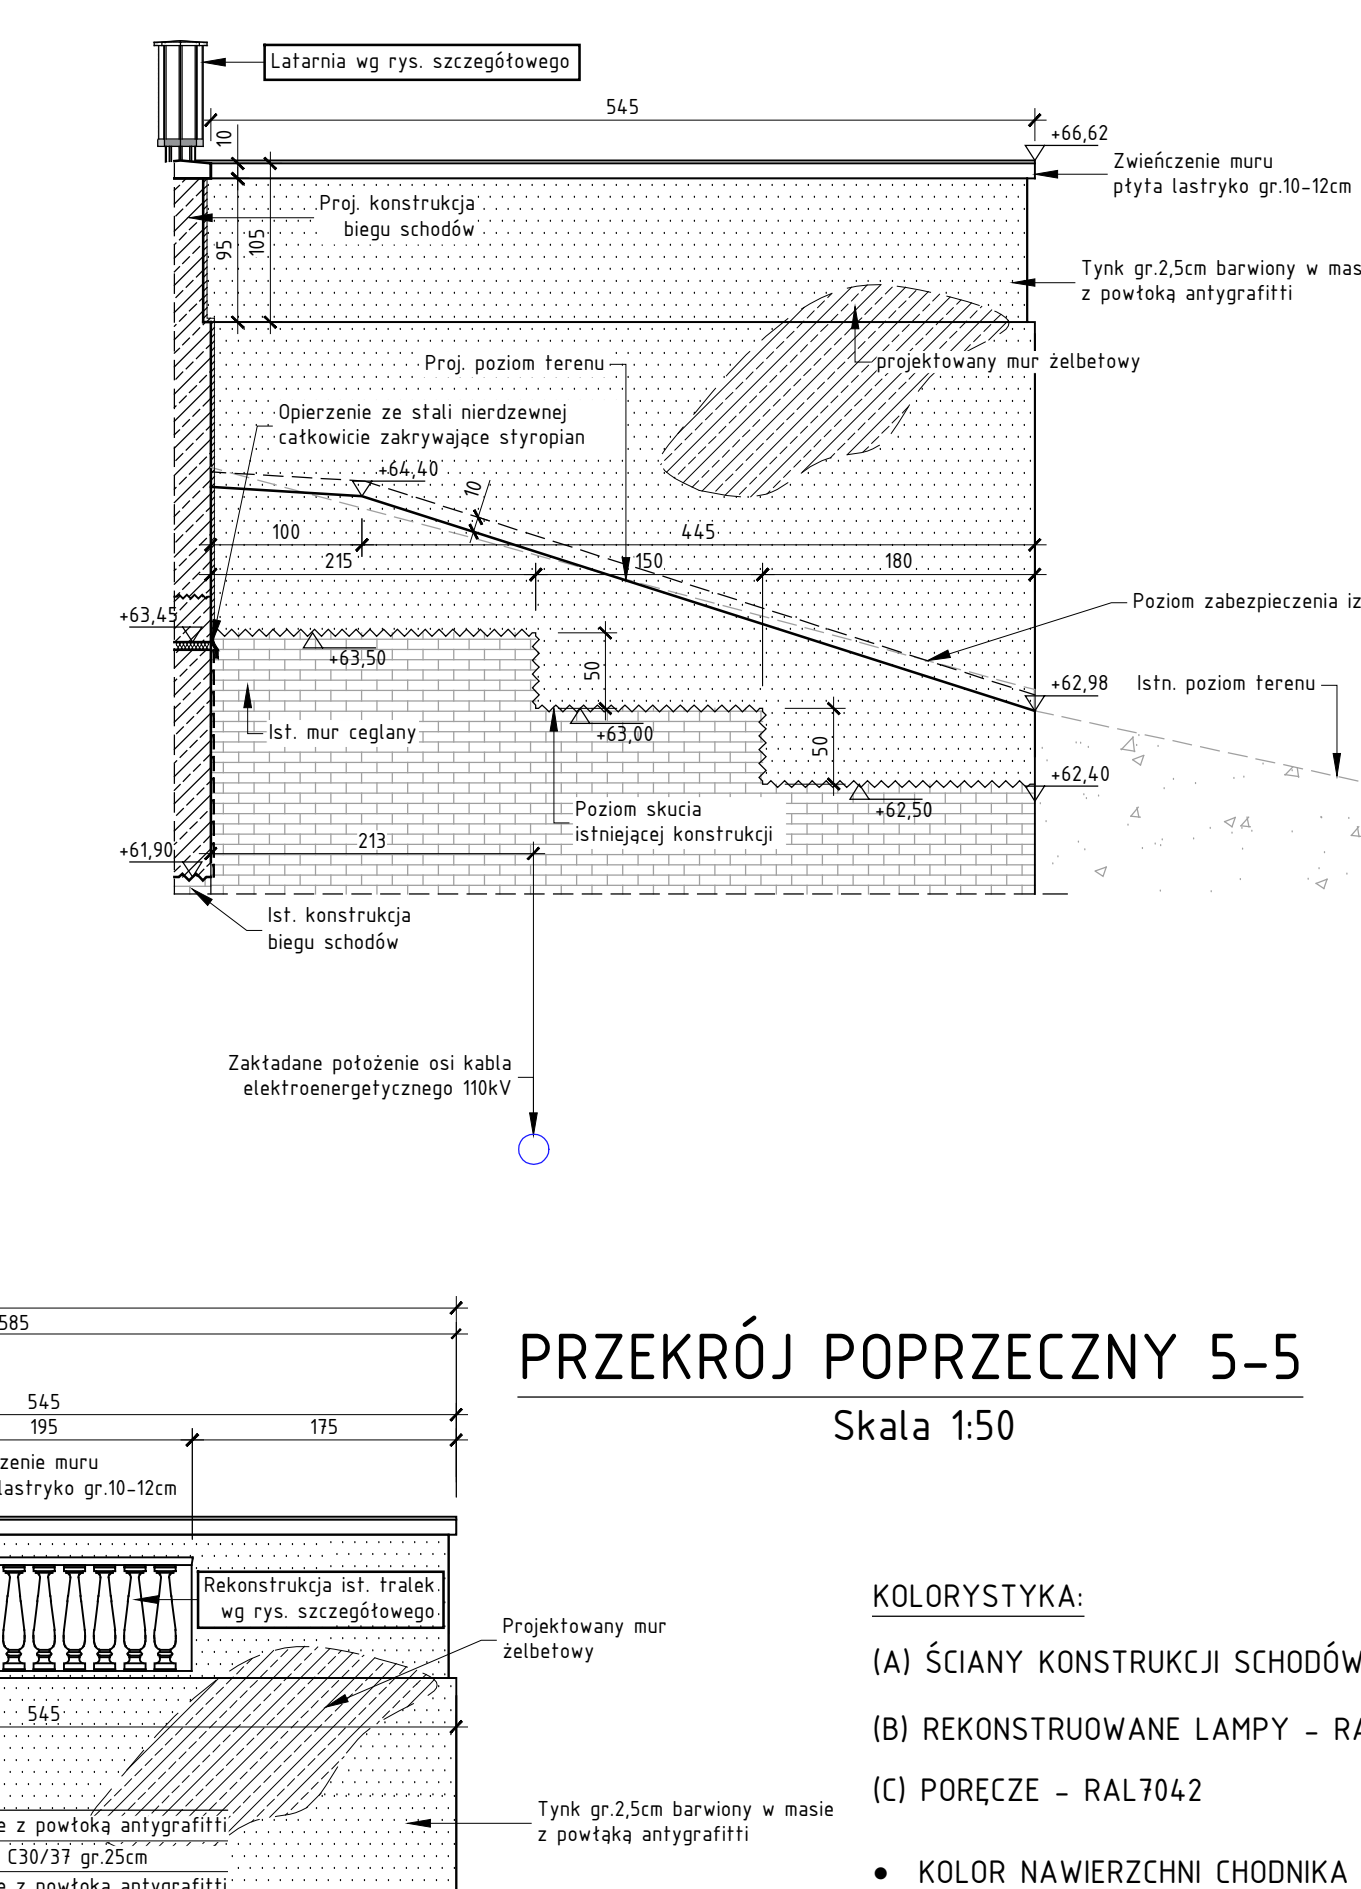 Latarnia wg rys. szczegółowego
545
+66,62
10
Zwieńczenie muru
płyta lastryko gr.10-12cm
Proj. konstrukcja
biegu schodów
95
105
Tynk gr.2,5cm barwiony w mas
z powłoką antygrafitti
Proj. poziom terenu
projektowany mur żelbetowy
Opierzenie ze stali nierdzewnej
całkowicie zakrywające styropian
+64,40
10
100
445
215
150
180
+63,45
Poziom zabezpieczenia iz
+63,50
50
+62,98
Istn. poziom terenu
Ist. mur ceglany
+63,00
50
+62,40
Poziom skucia
istniejącej konstrukcji
+62,50
213
+61,90
Ist. konstrukcja
biegu schodów
Zakładane położenie osi kabla
elektroenergetycznego 110kV
585
PRZEKRÓJ POPRZECZNY 5-5
Skala 1:50
545
195
175
zenie muru
lastryko gr.10-12cm
Rekonstrukcja ist. tralek
wg rys. szczegółowego
Projektowany mur
żelbetowy
545
Tynk gr.2,5cm barwiony w masie
z powłąką antygrafitti
e z powłoką antygrafitti
C30/37 gr.25cm
e z powłoką antygrafitti
KOLORYSTYKA:
(A) ŚCIANY KONSTRUKCJI SCHODÓW
(B) REKONSTRUOWANE LAMPY - RA
(C) PORĘCZE - RAL7042
• KOLOR NAWIERZCHNI CHODNIKA